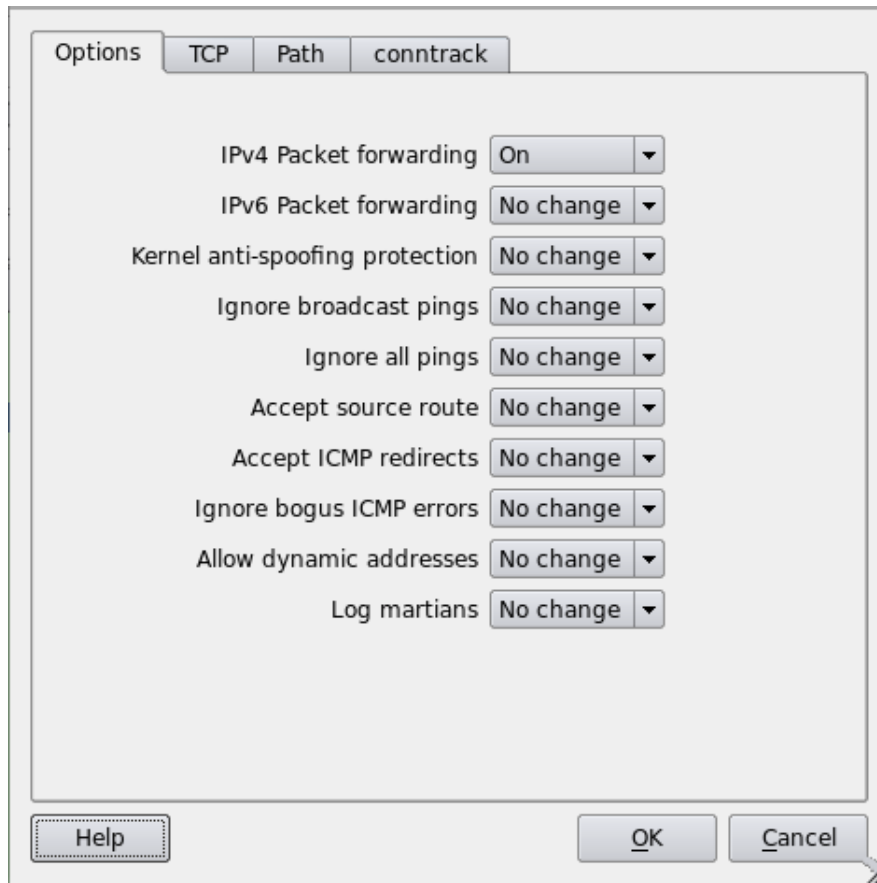 Options TCP Path conntrack
IPv4 Packet forwarding On
IPv6 Packet forwarding No change
Kernel anti-spoofing protection No change
Ignore broadcast pings No change
Ignore all pings No change
Accept source route No change
Accept ICMP redirects No change
Ignore bogus ICMP errors No change
Allow dynamic addresses No change
Log martians No change
Help OK Cancel